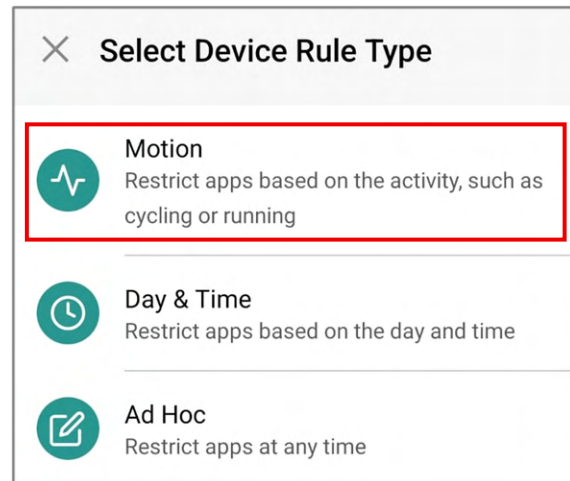 Select Device Rule Type
Motion
Restrict apps based on the activity, such as
cycling or running
Day & Time
Restrict apps based on the day and time
Ad Hoc
Restrict apps at any time